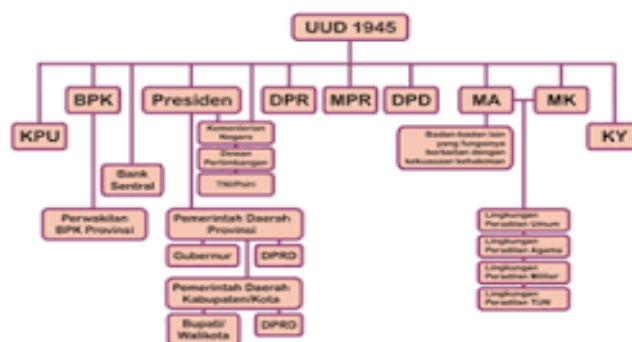 UUD 1945
BPK
Presiden
DPR
MPR
DPD
MA
MK
KPU
Bank
Sentral
Kementerian
Negara
Dewan
Pertimbangan
TNI/Polri
Badan-badan lain
yang fungsinya
berkaitan dengan
kekuasaan kehakiman
KY
Perwakilan
BPK Provinsi
Pemerintah Daerah
Provinsi
Gubernur
DPRD
Pemerintah Daerah
Kabupaten/Kota
Bupati/
Walikota
DPRD
Lingkungan
Peradilan Umum
Lingkungan
Peradilan Agama
Lingkungan
Peradilan Militer
Lingkungan
Peradilan TUN